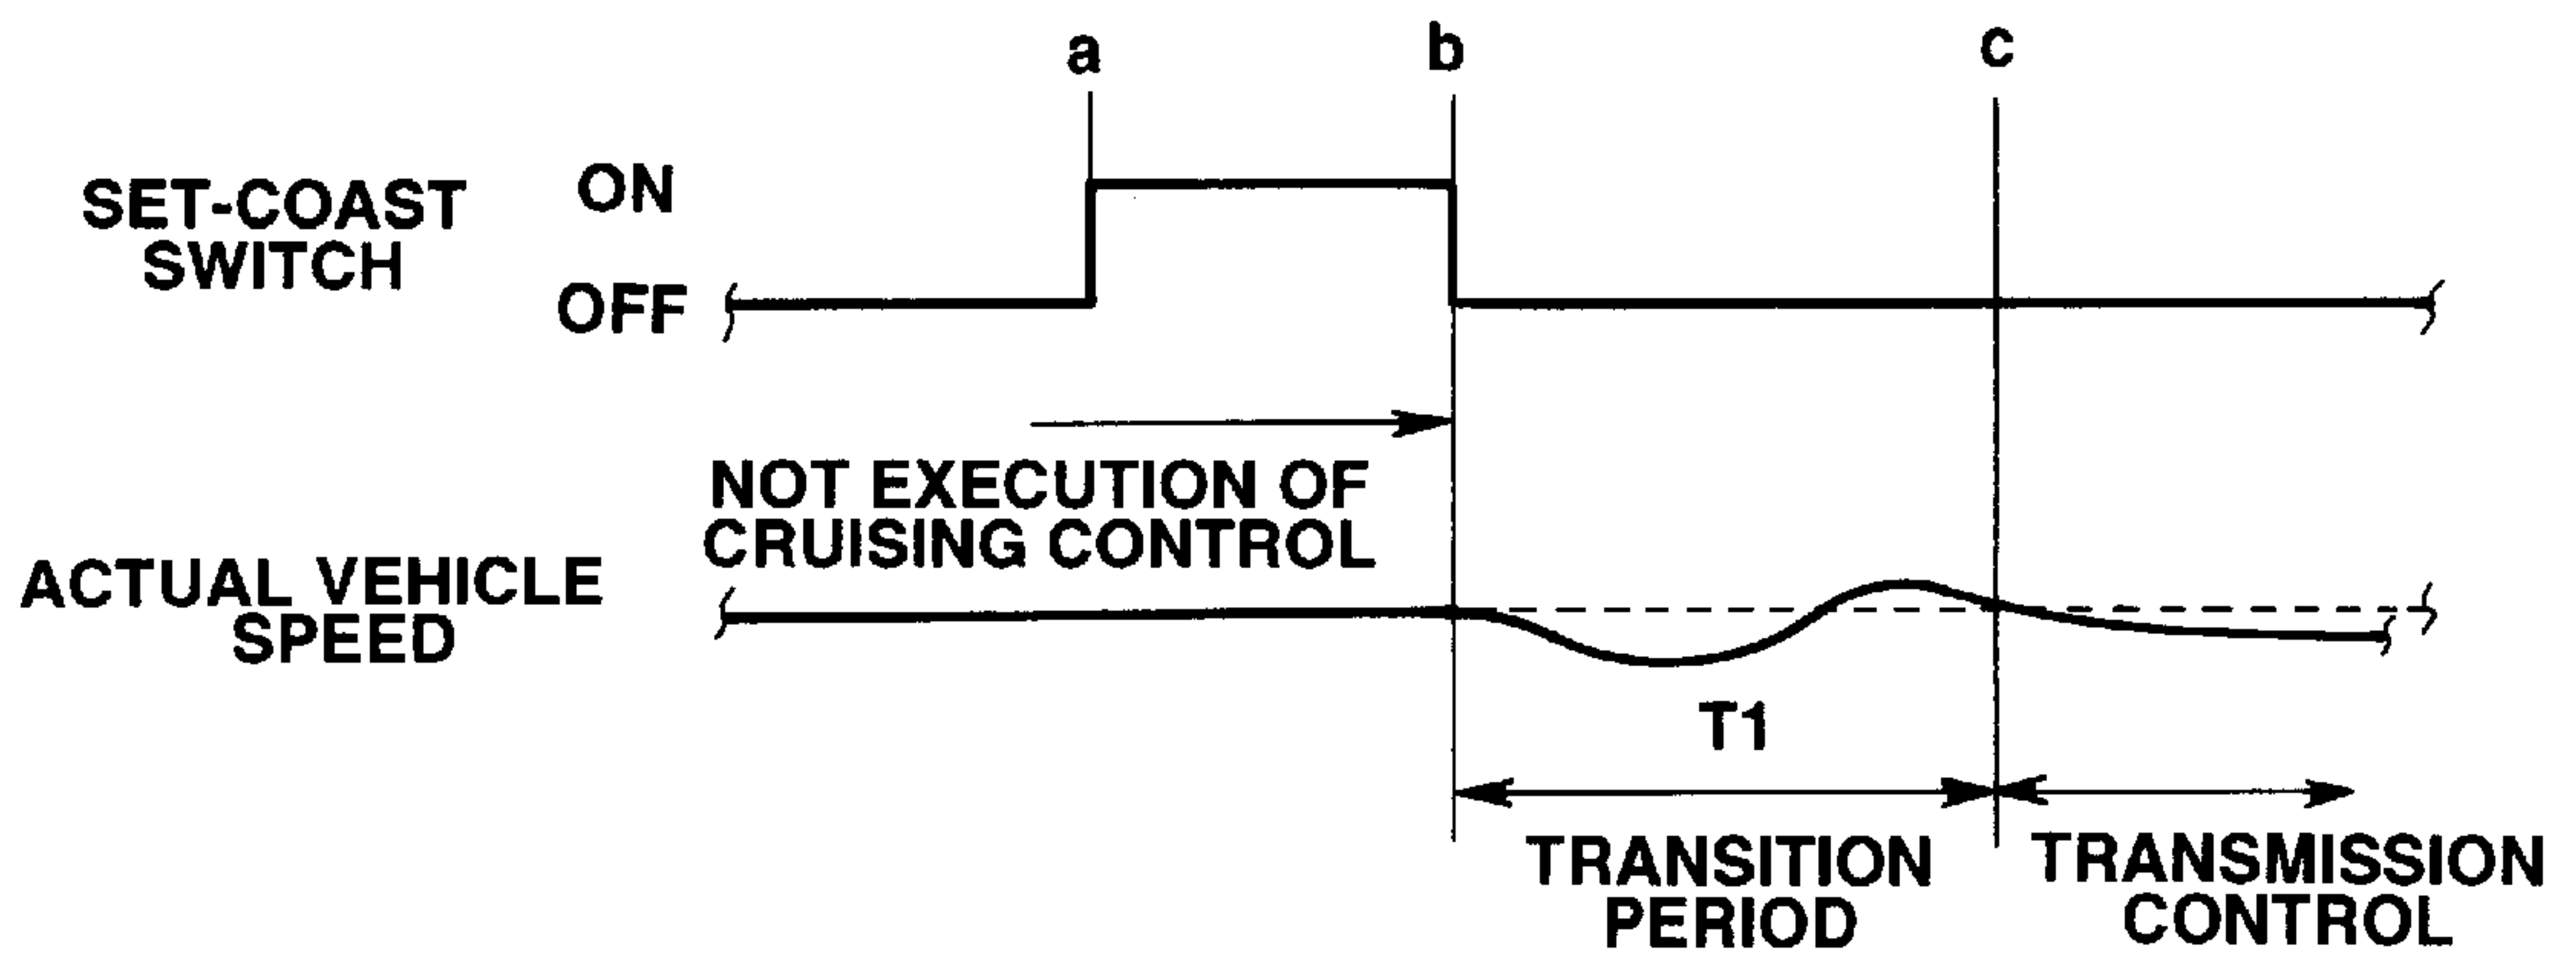 a
b
c
SET-COAST
SWITCH
ON
OFF
NOT EXECUTION OF
CRUISING CONTROL
ACTUAL VEHICLE
SPEED
T1
TRANSITION
PERIOD
TRANSMISSION
CONTROL